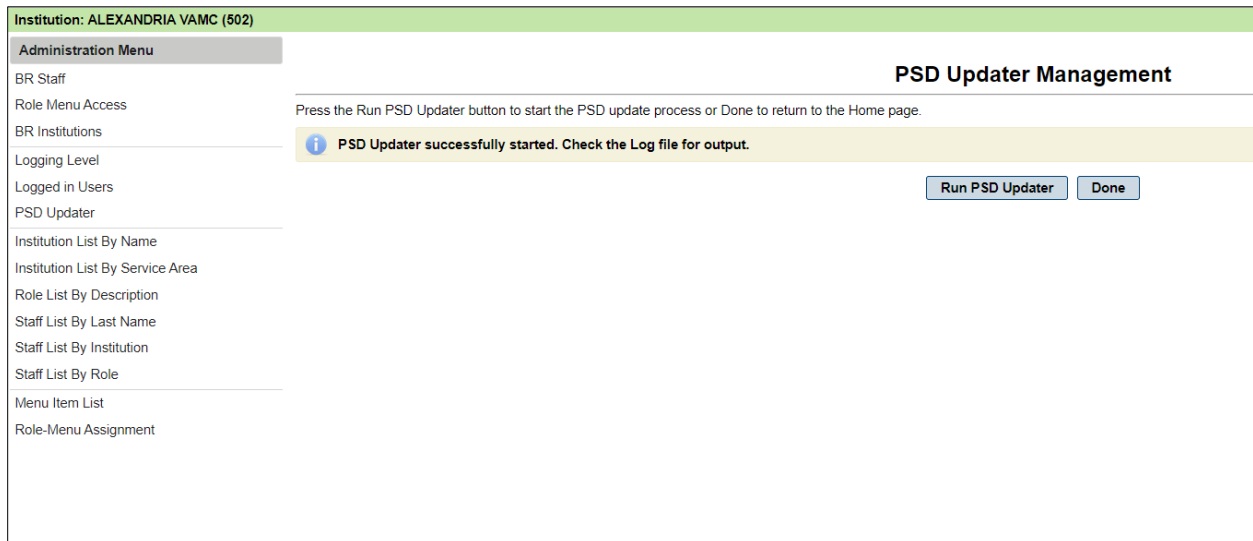 Institution: ALEXANDRIA VAMC (502)
Administration Menu
BR Staff
Role Menu Access
BR Institutions
Logging Level
Logged in Users
PSD Updater
Institution List By Name
Institution List By Service Area
Role List By Description
Staff List By Last Name
Staff List By Institution
Staff List By Role
Menu Item List
Role-Menu Assignment
PSD Updater Management
Press the Run PSD Updater button to start the PSD update process or Done to return to the Home page.
PSD Updater successfully started. Check the Log file for output.
Run PSD Updater Done